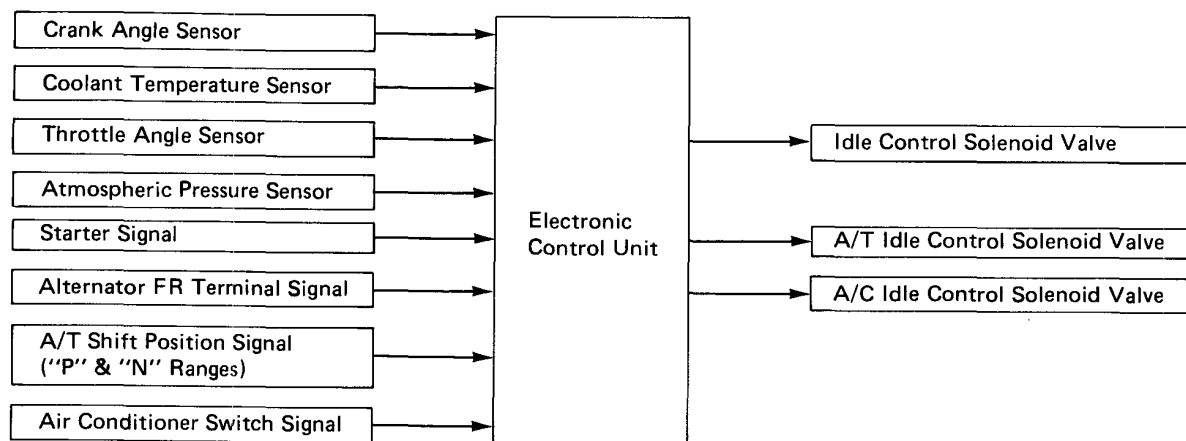 Crank Angle Sensor
Coolant Temperature Sensor
Throttle Angle Sensor
Atmospheric Pressure Sensor
Starter Signal
Alternator FR Terminal Signal
A/T Shift Position Signal
("P" & "N" Ranges)
Air Conditioner Switch Signal
Electronic
Control Unit
Idle Control Solenoid Valve
A/T Idle Control Solenoid Valve
A/C Idle Control Solenoid Valve